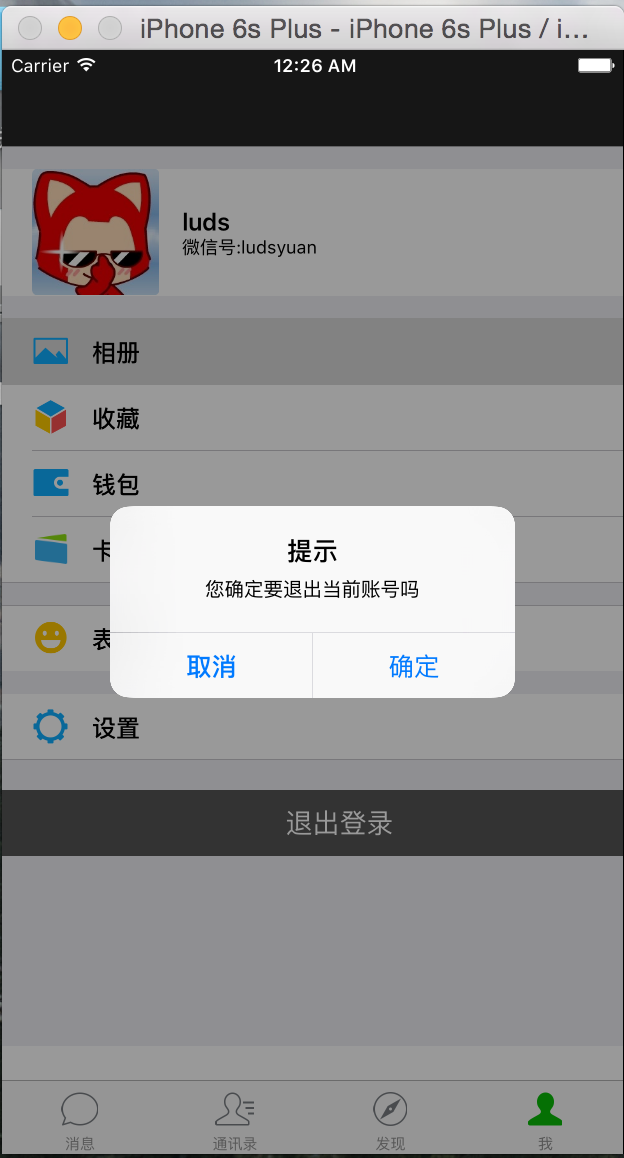 iPhone 6s Plus - iPhone 6s Plus / i...
Carrier 12:26 AM
luds
微信号:ludsyuan
相册
收藏
钱包
卡
提示
您确定要退出当前账号吗
取消 确定
表
设置
退出登录
消息 通讯录 发现 我